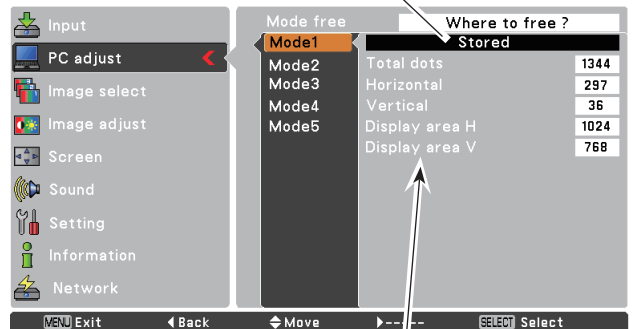 Input
PC adjust
Image select
Image adjust
Screen
Sound
Setting
Information
Network
Mode free
Where to free ?
Mode1
Mode2
Mode3
Mode4
Mode5
Stored
Total dots 1344
Horizontal 297
Vertical 36
Display area H 1024
Display area V 768
MENU Exit Back Move ----- SELECT Select